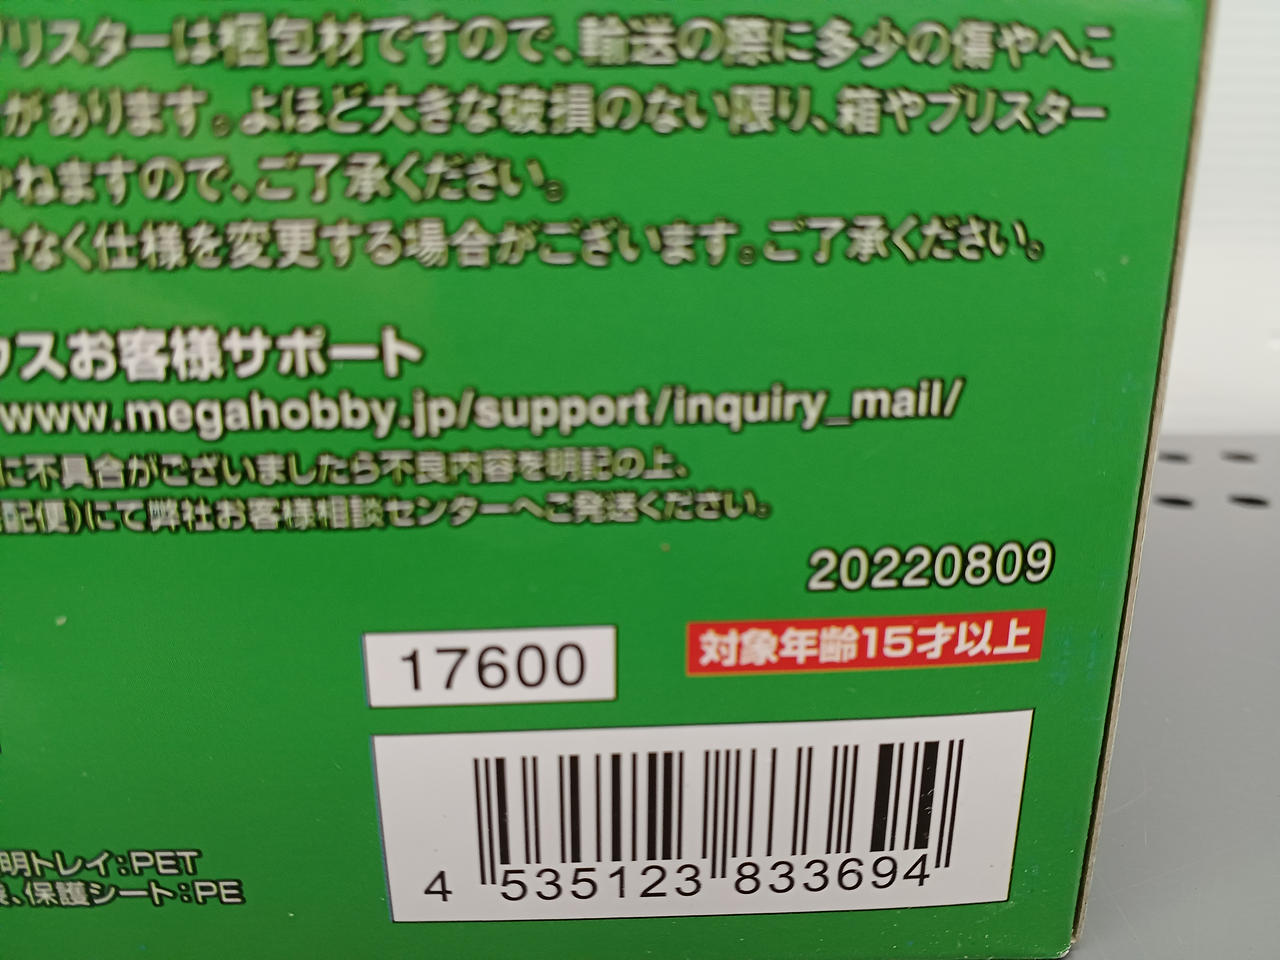 リスターは梱包材ですので、輸送の際に多少の傷やへこ
があります。よほど大きな破損のない限り、箱やブリスター
かねますので、ご了承ください。
告なく仕様を変更する場合がございます。ご了承ください。
ウスお客様サポート
www.megahobby.jp/support/inquiry_mail/
に不具合がございましたら不良内容を明記の上、
配便)にて弊社お客様相談センターへご発送ください。
20220809
17600
対象年齢15才以上
4 535123 833694
明トレイ:PET
、保護シート:PE